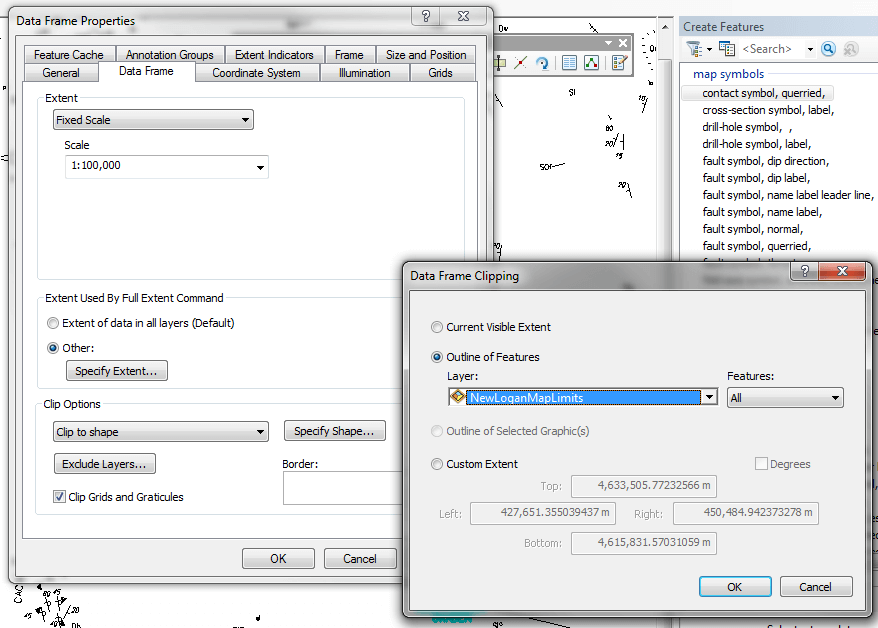 Data Frame Properties
Feature Cache Annotation Groups Extent Indicators Frame Size and Position
General Data Frame Coordinate System Illumination Grids
Extent
Fixed Scale
Scale
1:100,000
Extent Used By Full Extent Command
Extent of data in all layers (Default)
Other:
Specify Extent...
Clip Options
Clip to shape
Specify Shape...
Exclude Layers...
Border:
Clip Grids and Graticules
OK Cancel
Create Features
<Search>
map symbols
contact symbol, querried,
cross-section symbol, label,
drill-hole symbol, ,
drill-hole symbol, label,
fault symbol, dip direction,
fault symbol, dip label,
fault symbol, name label leader line,
fault symbol, name label,
fault symbol, normal,
fault symbol, querried,
Data Frame Clipping
Current Visible Extent
Outline of Features
Layer: Features:
NewLoganMapLimits All
Outline of Selected Graphic(s)
Custom Extent Degrees
Top: 4,633,505.77232566 m
Left: 427,651.355039437 m Right: 450,484.942373278 m
Bottom: 4,615,831.57031059 m
OK Cancel